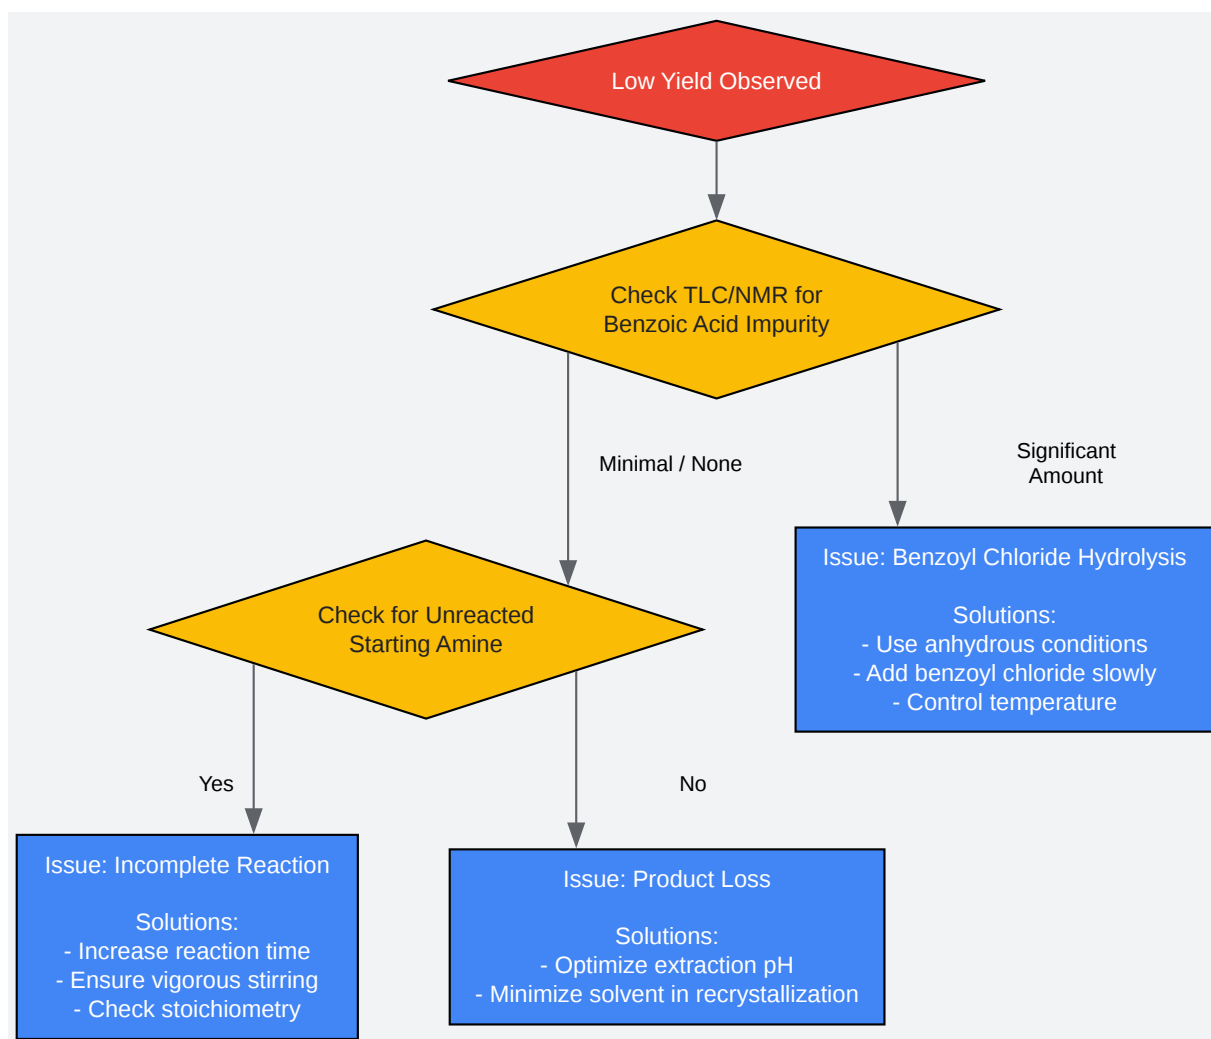 Low Yield Observed
Check TLC/NMR for
Benzoic Acid Impurity
Minimal / None
Significant
Amount
Issue: Benzoyl Chloride Hydrolysis
Solutions:
- Use anhydrous conditions
- Add benzoyl chloride slowly
- Control temperature
Check for Unreacted
Starting Amine
Yes
No
Issue: Incomplete Reaction
Solutions:
- Increase reaction time
- Ensure vigorous stirring
- Check stoichiometry
Issue: Product Loss
Solutions:
- Optimize extraction pH
- Minimize solvent in recrystallization